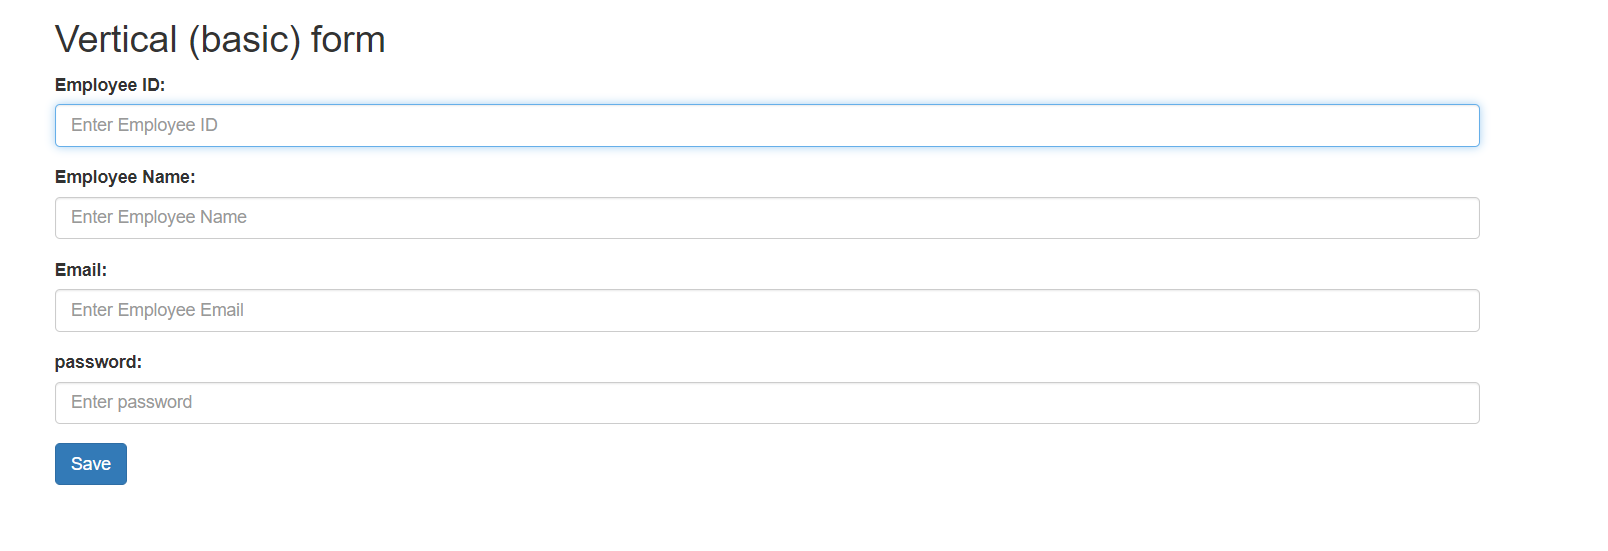 Vertical (basic) form
Employee ID:
Enter Employee ID
Employee Name:
Enter Employee Name
Email:
Enter Employee Email
password:
Enter password
Save